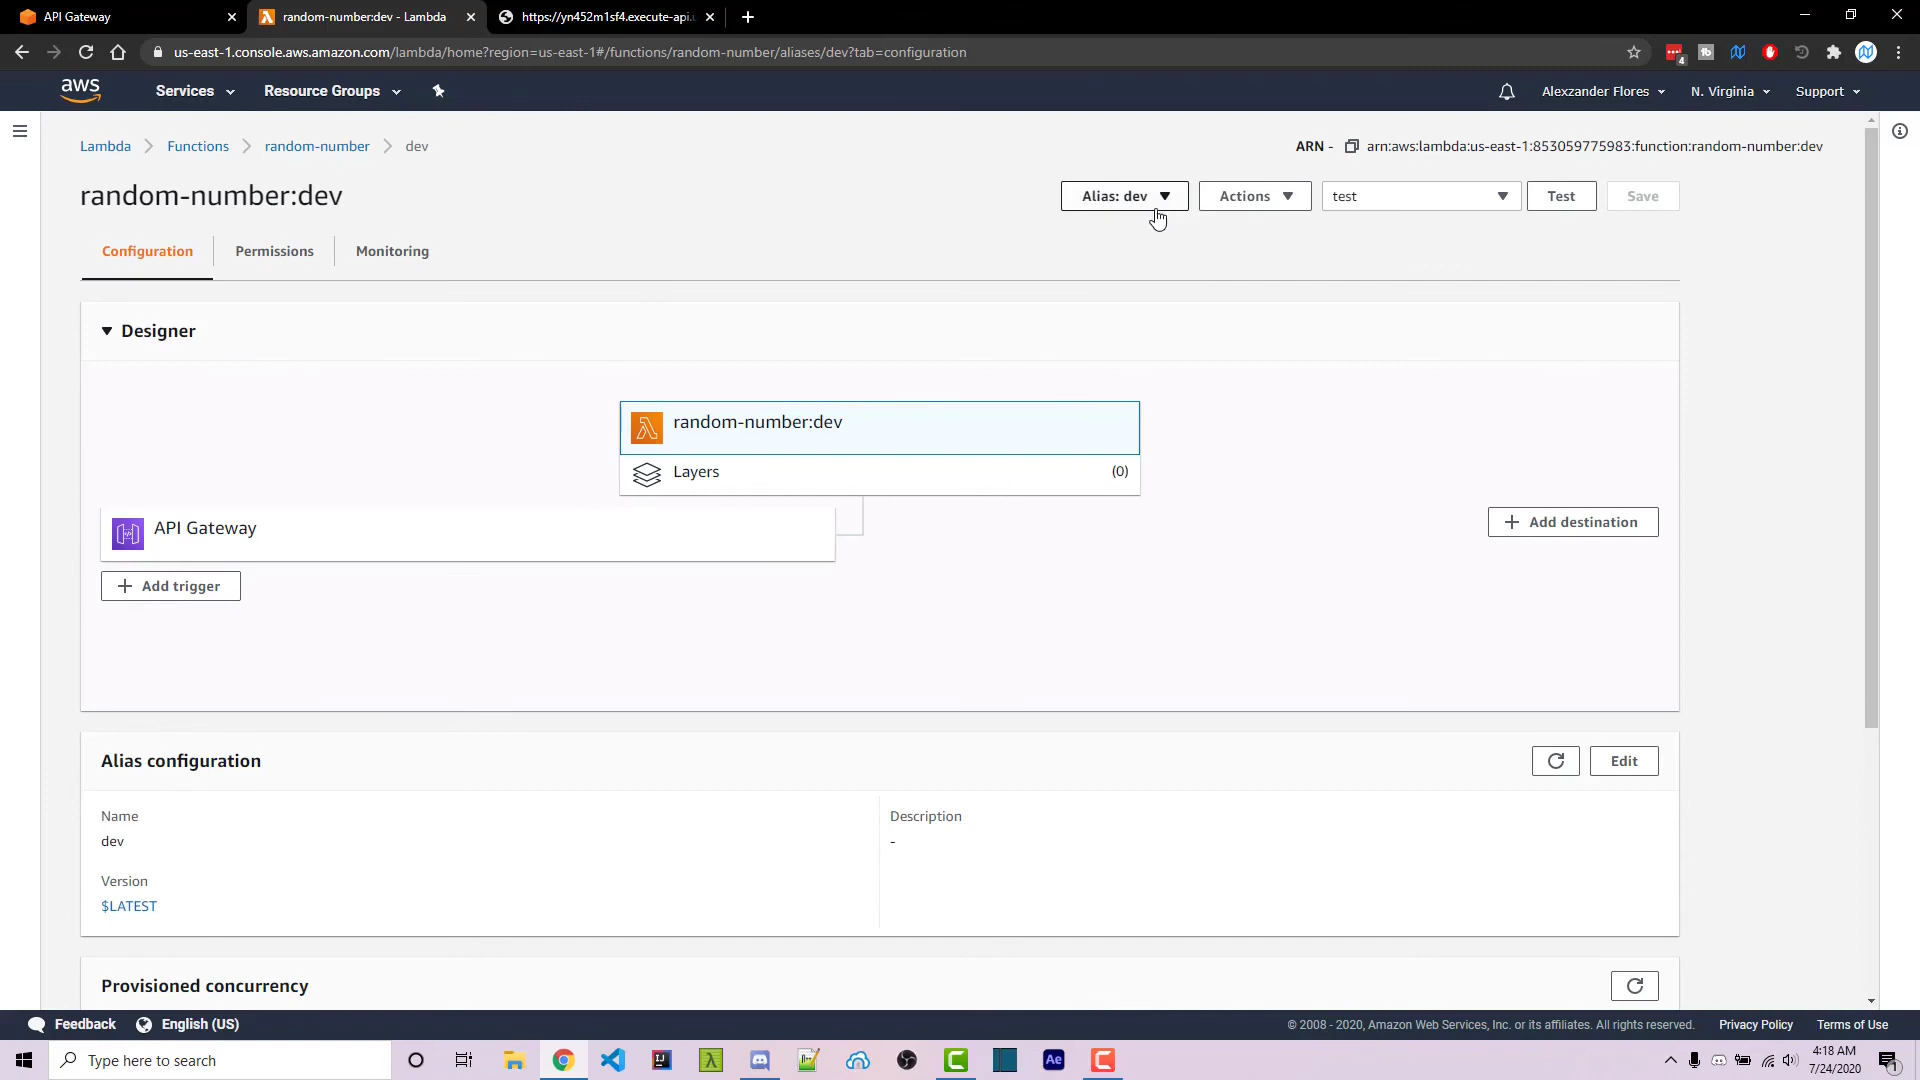 API Gateway
random-number:dev - Lambda
https://yn452m1sf4.execute-api.u
us-east-1.console.aws.amazon.com/lambda/home?region=us-east-1#/functions/random-number/aliases/dev?tab=configuration
4
aws
Services
Resource Groups
Alexzander Flores
N. Virginia
Support
Lambda
Functions
random-number
dev
ARN - arn:aws:lambda:us-east-1:853059775983:function:random-number:dev
random-number:dev
Alias: dev
Actions
test
Test
Save
Configuration
Permissions
Monitoring
Designer
random-number:dev
Layers
(0)
API Gateway
Add trigger
Add destination
Alias configuration
Edit
Name
dev
Description
-
Version
$LATEST
Provisioned concurrency
Feedback
English (US)
© 2008 - 2020, Amazon Web Services, Inc. or its affiliates. All rights reserved.
Privacy Policy
Terms of Use
Type here to search
Ae
4:18 AM
7/24/2020
1